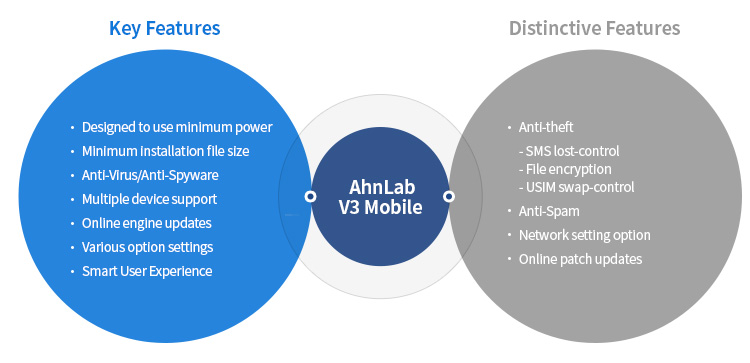 Key Features
Designed to use minimum power
Minimum installation file size
Anti-Virus/Anti-Spyware
Multiple device support
Online engine updates
Various option settings
Smart User Experience
AhnLab
V3 Mobile
Distinctive Features
Anti-theft
- SMS lost-control
- File encryption
- USIM swap-control
Anti-Spam
Network setting option
Online patch updates